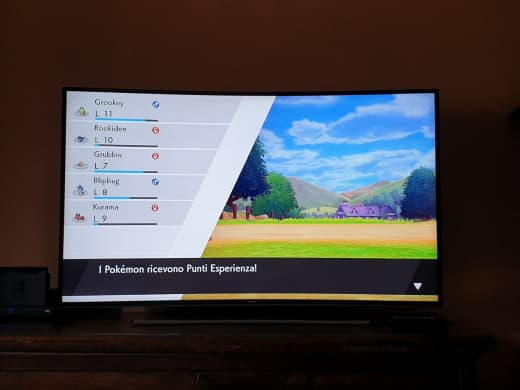 Grookey
L. 11
Rookidee
L. 10
Grubbin
L. 7
Blipbug
L. 8
Kurama
L. 9
I Pokémon ricevono Punti Esperienza!